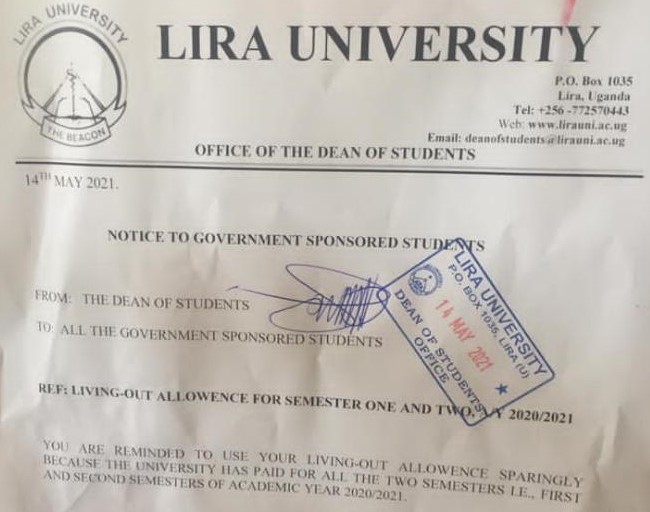 LIRA UNIVERSITY
THE BEACON
LIRA UNIVERSITY
P.O. Box 1035
Lira, Uganda
Tel: +256 -772570443
Web: www.lirauni.ac.ug
Email: deanofstudents@lirauni.ac.ug
OFFICE OF THE DEAN OF STUDENTS
14TH MAY 2021.
NOTICE TO GOVERNMENT SPONSORED STUDENTS
FROM: THE DEAN OF STUDENTS
TO: ALL THE GOVERNMENT SPONSORED STUDENTS
LIRA UNIVERSITY
P.O. BOX 1035, LIRA (U)
14 MAY 2021
DEAN OF STUDENTS
OFFICE
REF: LIVING-OUT ALLOWENCE FOR SEMESTER ONE AND TWO, Y 2020/2021
YOU ARE REMINDED TO USE YOUR LIVING-OUT ALLOWENCE SPARINGLY
BECAUSE THE UNIVERSITY HAS PAID FOR ALL THE TWO SEMESTERS I.E., FIRST
AND SECOND SEMESTERS OF ACADEMIC YEAR 2020/2021.